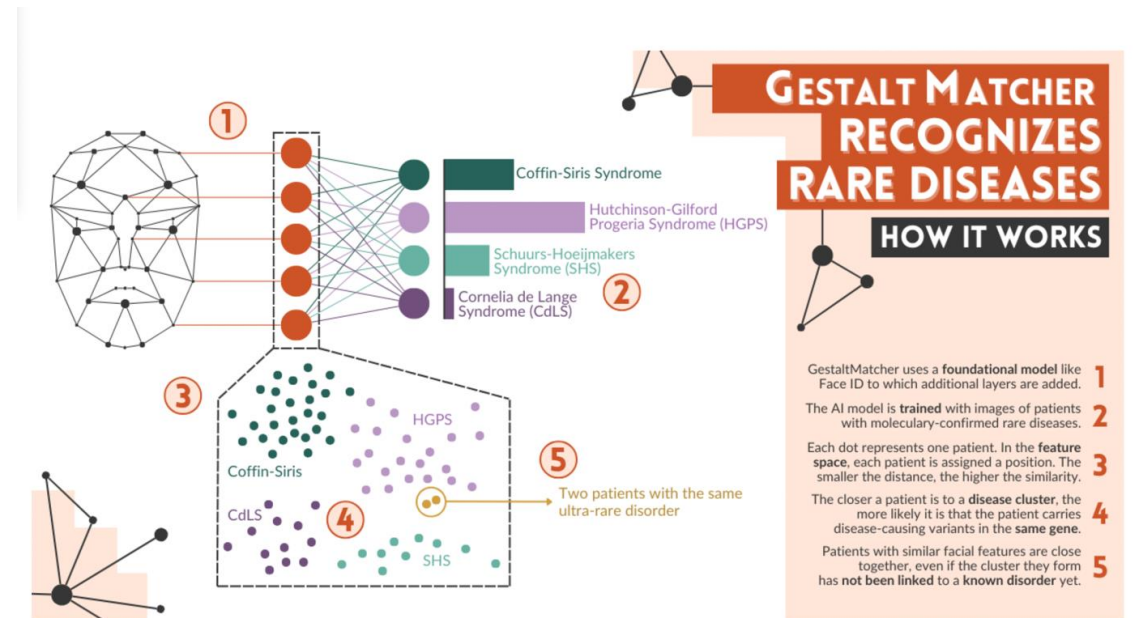 GESTALT MATCHER
RECOGNIZES
RARE DISEASES
HOW IT WORKS
1
Coffin-Siris Syndrome
Hutchinson-Gilford
Progeria Syndrome (HGPS)
Schuurs-Hoeijmakers
Syndrome (SHS)
2
Cornelia de Lange
Syndrome (CdLS)
3
HGPS
Coffin-Siris
5
Two patients with the same
ultra-rare disorder
CdLS
4
SHS
GestaltMatcher uses a foundational model like
Face ID to which additional layers are added.
1
The AI model is trained with images of patients
with moleculary-confirmed rare diseases.
2
Each dot represents one patient. In the feature
space, each patient is assigned a position. The
smaller the distance, the higher the similarity.
3
The closer a patient is to a disease cluster, the
more likely it is that the patient carries
disease-causing variants in the same gene.
4
Patients with similar facial features are close
together, even if the cluster they form
has not been linked to a known disorder yet.
5